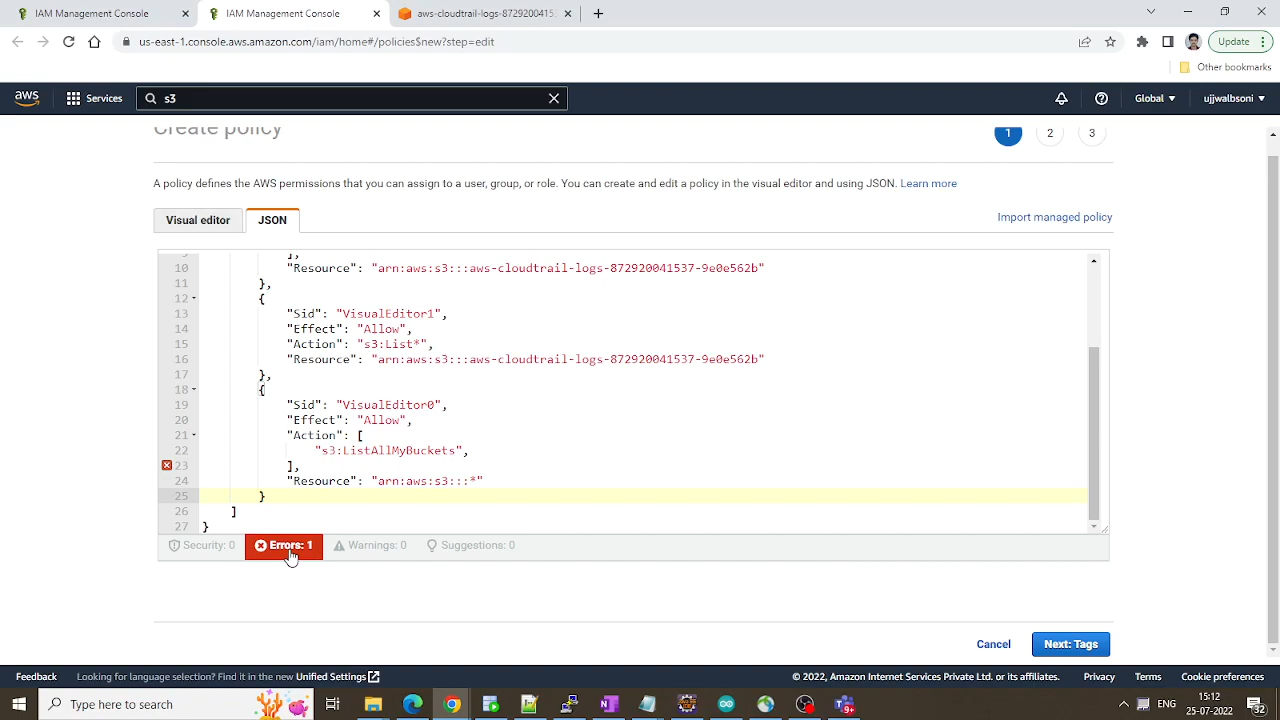 IAM Management Console
IAM Management Console
aws-cloudtrail-logs-872920041537
us-east-1.console.aws.amazon.com/iam/home#/policies$new?step=edit
Update
Other bookmarks
aws
Services
s3
Global
ujjwalbsoni
Create policy
1 2 3
A policy defines the AWS permissions that you can assign to a user, group, or role. You can create and edit a policy in the visual editor and using JSON. Learn more
Visual editor
JSON
Import managed policy
9 ],
10 "Resource": "arn:aws:s3:::aws-cloudtrail-logs-872920041537-9e0e562b"
11 },
12 {
13 "Sid": "VisualEditor1",
14 "Effect": "Allow",
15 "Action": "s3:List*",
16 "Resource": "arn:aws:s3:::aws-cloudtrail-logs-872920041537-9e0e562b"
17 },
18 {
19 "Sid": "VisualEditor0",
20 "Effect": "Allow",
21 "Action": [
22 "s3:ListAllMyBuckets",
23 ],
24 "Resource": "arn:aws:s3:::*"
25 }
26 ]
27 }
Security: 0
Errors: 1
Warnings: 0
Suggestions: 0
Cancel
Next: Tags
Feedback
Looking for language selection? Find it in the new Unified Settings
© 2022, Amazon Internet Services Private Ltd. or its affiliates.
Privacy
Terms
Cookie preferences
Type here to search
9+
ENG
15:12
25-07-2022
2